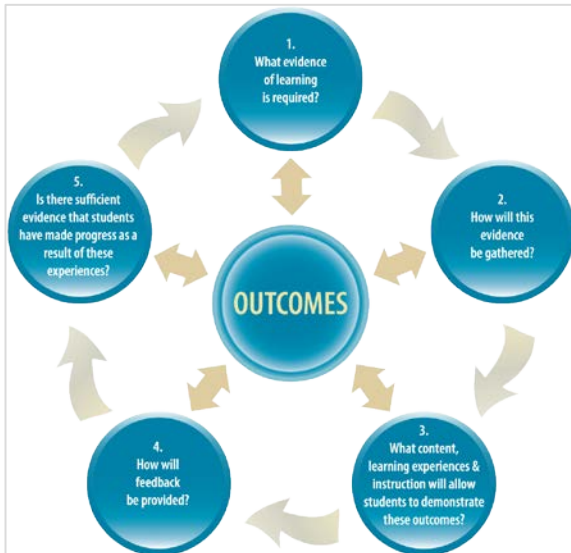 1.
What evidence
of learning
is required?
2.
How will this
evidence
be gathered?
3.
What content,
learning experiences &
instruction will allow
students to demonstrate
these outcomes?
4.
How will
feedback
be provided?
5.
Is there sufficient
evidence that students
have made progress as a
result of these
experiences?
OUTCOMES